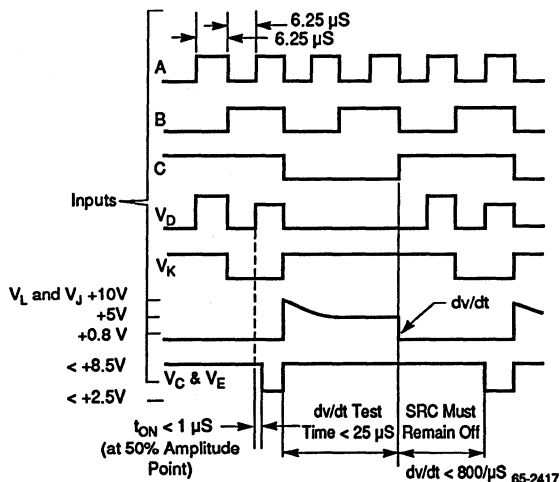 6.25 µS
6.25 µS
A
B
C
Inputs
V_D
V_K
V_L and V_J +10V
+5V
+0.8 V
dv/dt
< +8.5V
V_C & V_E
< +2.5V
t_ON < 1 µS
(at 50% Amplitude
Point)
dv/dt Test
Time < 25 µS
SRC Must
Remain Off
dv/dt < 800/µS
65-2417